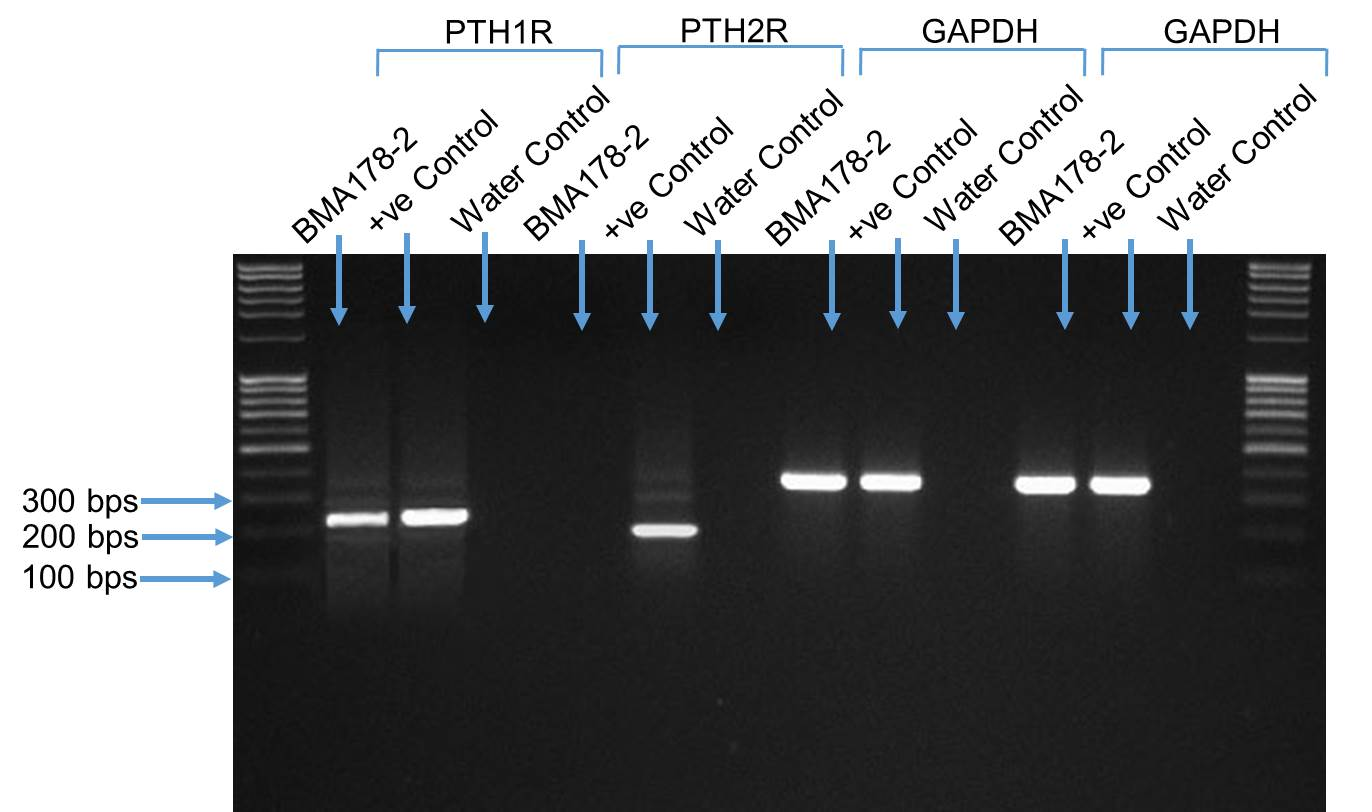 PTH1R PTH2R GAPDH GAPDH
BMA178-2 +ve Control Water Control BMA178-2 +ve Control Water Control BMA178-2 +ve Control Water Control BMA178-2 +ve Control Water Control
300 bps
200 bps
100 bps